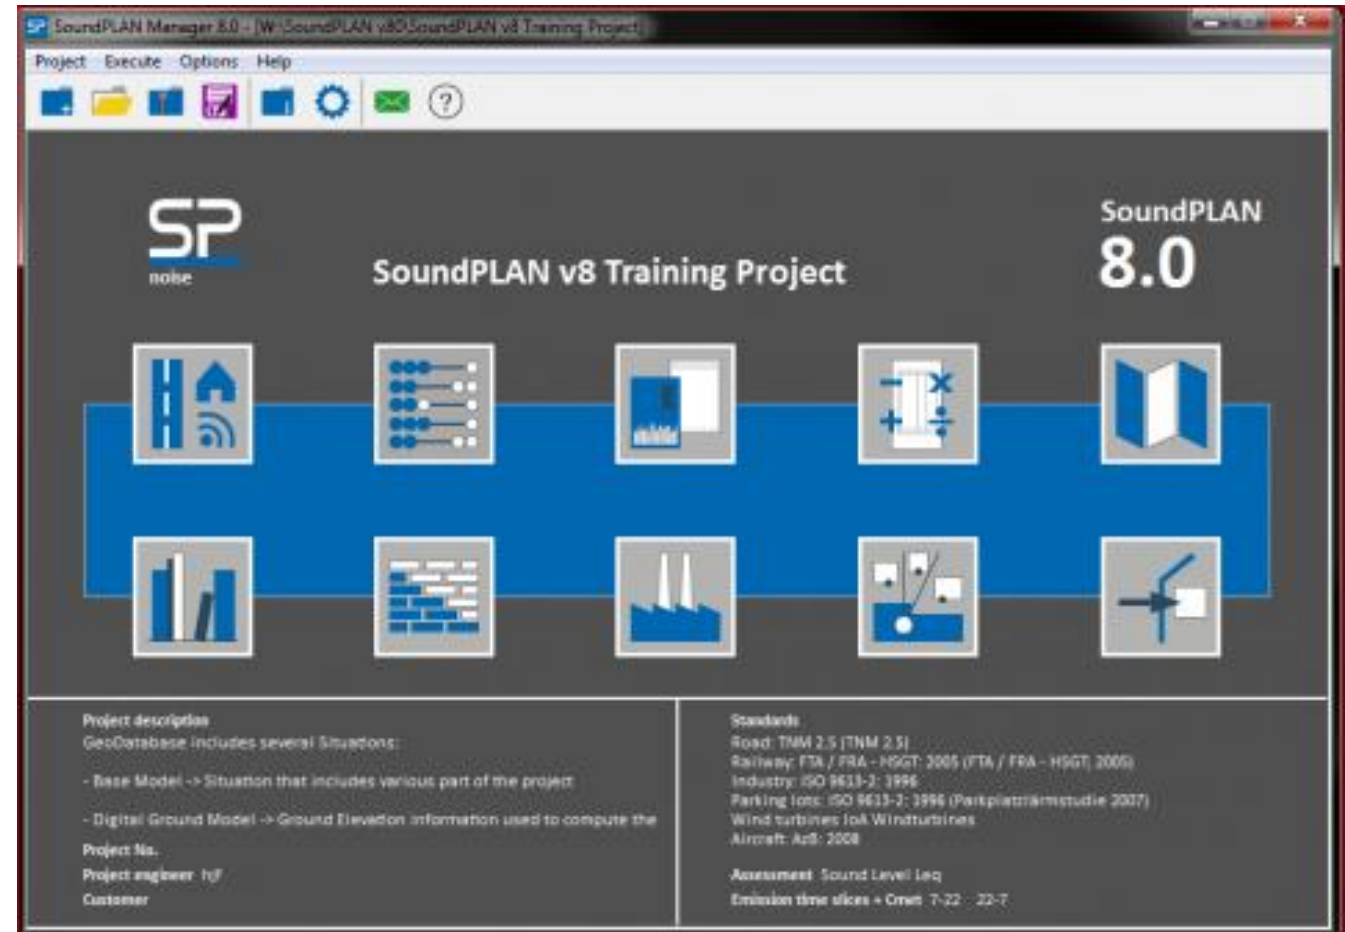 SoundPLAN Manager 8.0 - [W:\SoundPLAN v80\SoundPLAN v8 Training Project]
Project Execute Options Help
SP
noise
SoundPLAN v8 Training Project
SoundPLAN
8.0
Project description
GeoDatabase includes several Situations:
- Base Model -> Situation that includes various part of the project
- Digital Ground Model -> Ground Elevation information used to compute the
Project No.
Project engineer hjf
Customer
Standards
Road: TNM 2.5 (TNM 2.5)
Railway: FTA / FRA - HSGT: 2005 (FTA / FRA - HSGT; 2005)
Industry: ISO 9613-2: 1996
Parking lots: ISO 9613-2: 1996 (Parkplatzlärmstudie 2007)
Wind turbines: IoA Windturbines
Aircraft: AzB: 2008
Assessment Sound Level Leq
Emission time slices + Cmet 7-22 22-7